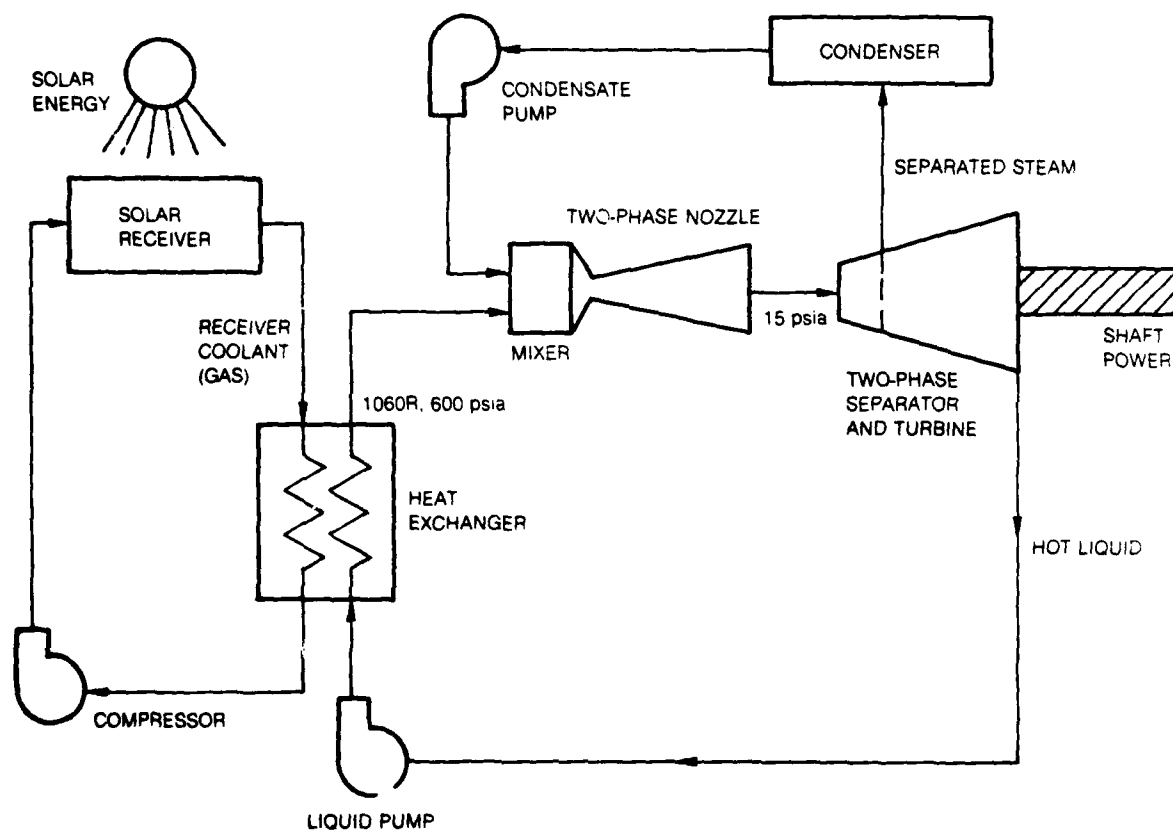 SOLAR
ENERGY
CONDENSER
CONDENSATE
PUMP
SEPARATED STEAM
SOLAR
RECEIVER
TWO-PHASE NOZZLE
RECEIVER
COOLANT
(GAS)
MIXER
15 psia
SHAFT
POWER
TWO-PHASE
SEPARATOR
AND TURBINE
1060R, 600 psia
HEAT
EXCHANGER
HOT LIQUID
COMPRESSOR
LIQUID PUMP